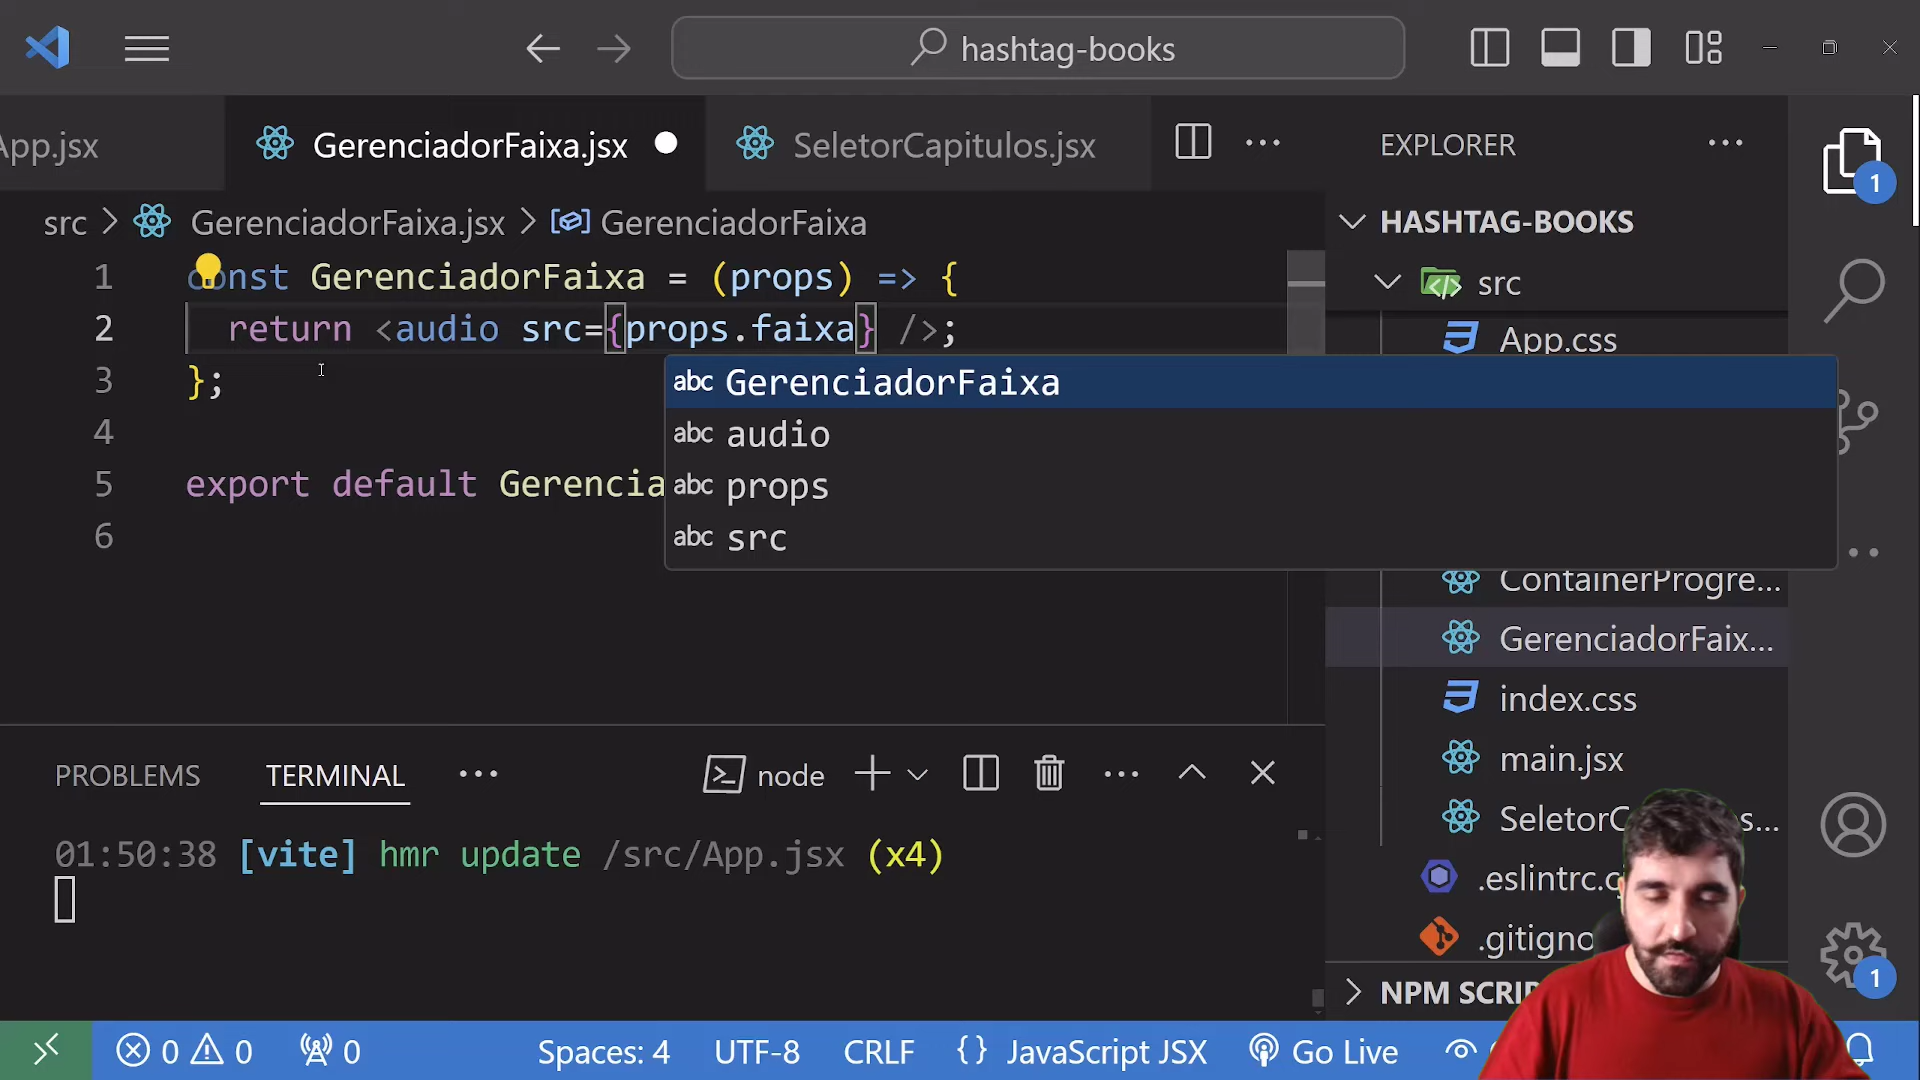 hashtag-books
App.jsx
GerenciadorFaixa.jsx
SeletorCapitulos.jsx
EXPLORER
1
src > GerenciadorFaixa.jsx > GerenciadorFaixa
HASHTAG-BOOKS
1 const GerenciadorFaixa = (props) => {
src
2 return <audio src={props.faixa} />;
App.css
3 };
abc GerenciadorFaixa
4
abc audio
5 export default Gerencia
abc props
6
abc src
ContainerProgre...
GerenciadorFaix...
index.css
main.jsx
PROBLEMS
TERMINAL
node
01:50:38 [vite] hmr update /src/App.jsx (x4)
.eslintrc.
.gitigno
NPM SCRI
1
0 0 0
Spaces: 4
UTF-8
CRLF
{} JavaScript JSX
Go Live